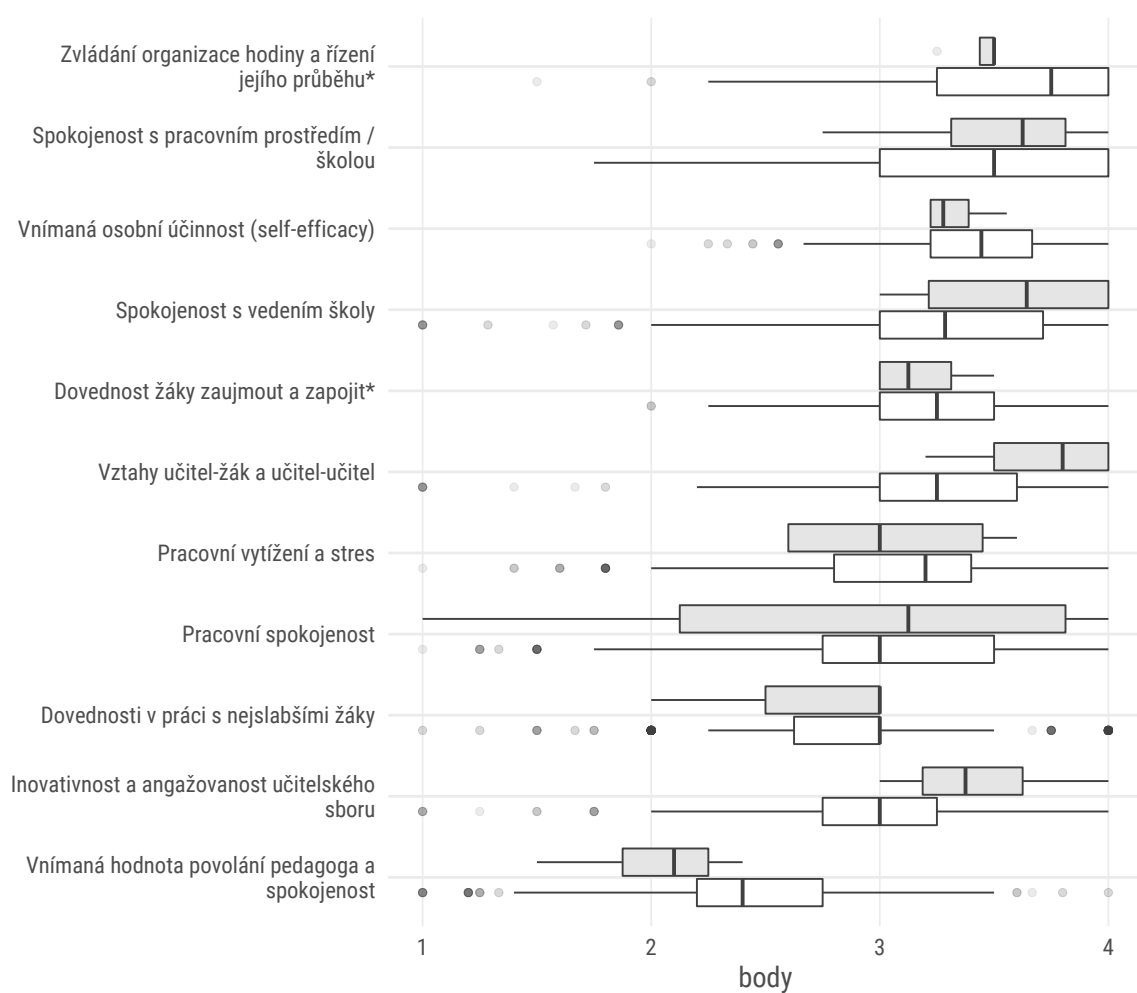 Zvládání organizace hodiny a řízení
jejího průběhu*
Spokojenost s pracovním prostředím /
školou
Vnímaná osobní účinnost (self-efficacy)
Spokojenost s vedením školy
Dovednost žáky zaujmout a zapojit*
Vztahy učitel-žák a učitel-učitel
Pracovní vytížení a stres
Pracovní spokojenost
Dovednosti v práci s nejslabšími žáky
Inovativnost a angažovanost učitelského
sboru
Vnímaná hodnota povolání pedagoga a
spokojenost
1 2 3 4
body